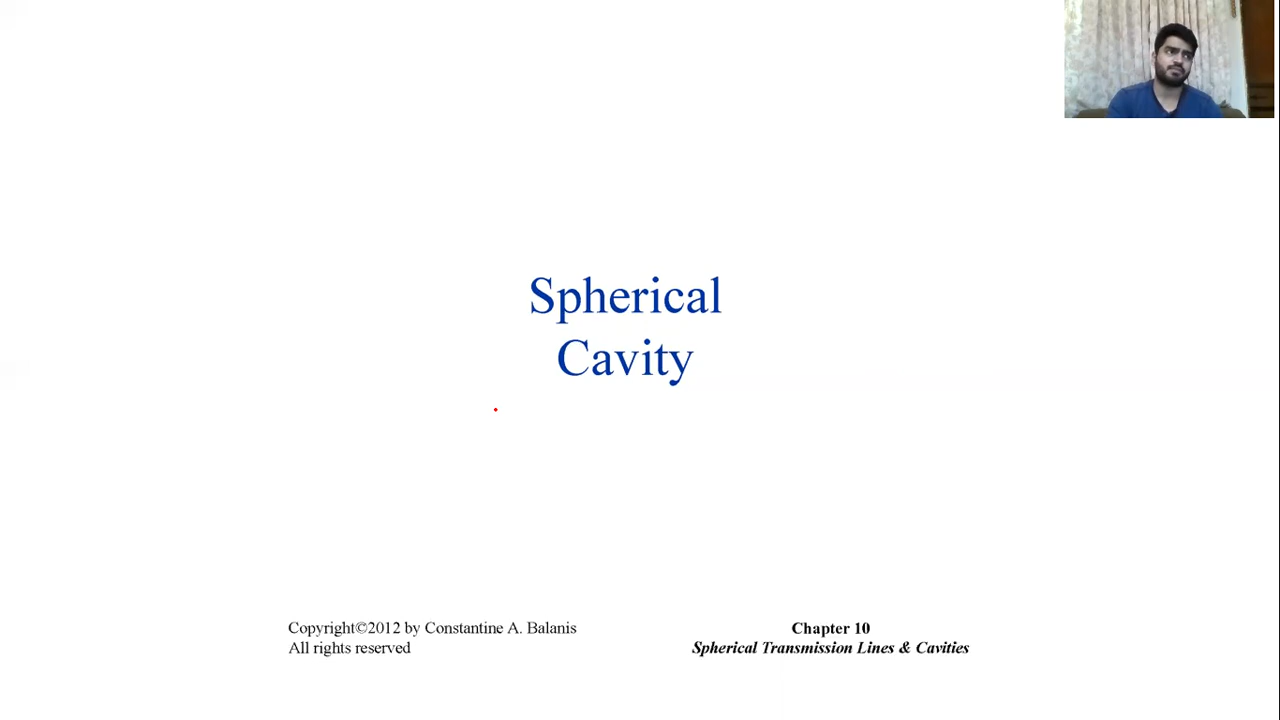 Spherical
Cavity
Copyright©2012 by Constantine A. Balanis
All rights reserved
Chapter 10
Spherical Transmission Lines & Cavities